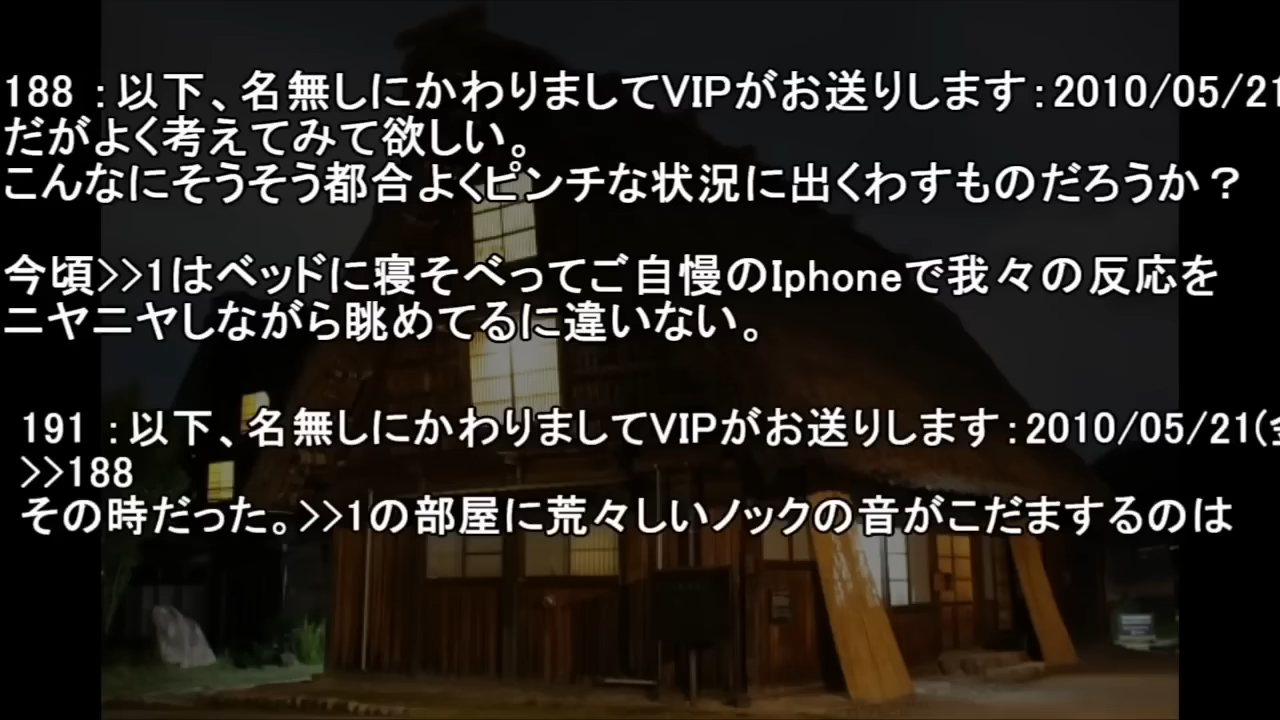 188 :以下、名無しにかわりましてVIPがお送りします:2010/05/21
だがよく考えてみて欲しい。
こんなにそうそう都合よくピンチな状況に出くわすものだろうか？
今頃>>1はベッドに寝そべってご自慢のIphoneで我々の反応を
ニヤニヤしながら眺めてるに違いない。
191 :以下、名無しにかわりましてVIPがお送りします:2010/05/21(金
>>188
その時だった。>>1の部屋に荒々しいノックの音がこだまするのは